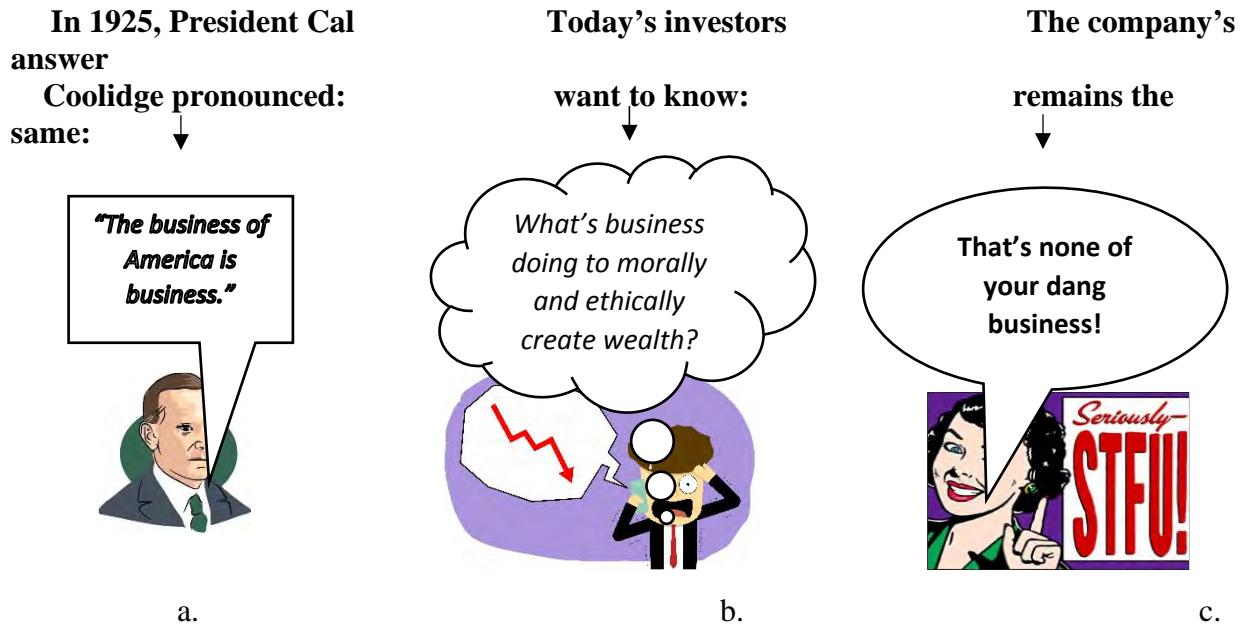 In 1925, President Cal Today’s investors The company’s
answer
Coolidge pronounced: want to know: remains the
same:
“The business of
America is
business.”
What’s business
doing to morally
and ethically
create wealth?
That’s none of
your dang
business!
Seriously—
STFU!
a. b. c.